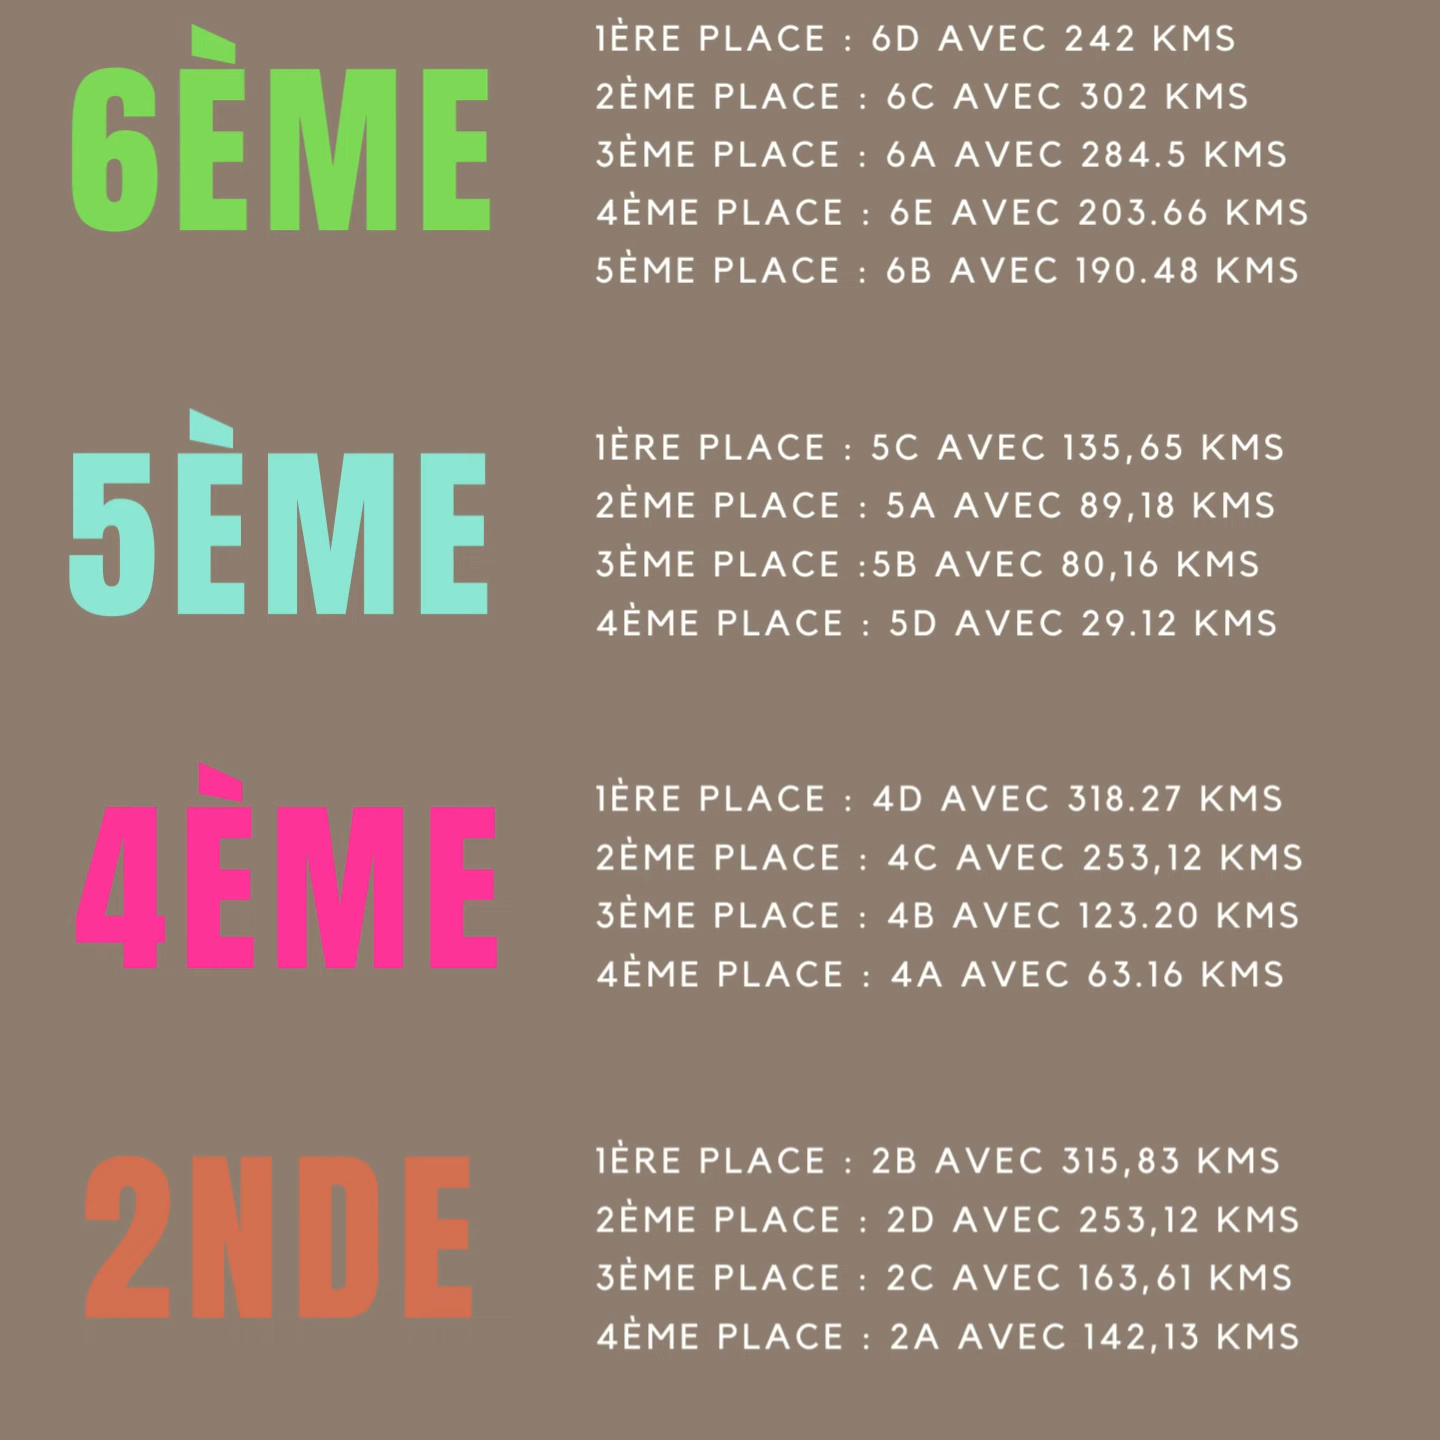 6ÈME
1ÈRE PLACE : 6D AVEC 242 KMS
2ÈME PLACE : 6C AVEC 302 KMS
3ÈME PLACE : 6A AVEC 284.5 KMS
4ÈME PLACE : 6E AVEC 203.66 KMS
5ÈME PLACE : 6B AVEC 190.48 KMS
5ÈME
1ÈRE PLACE : 5C AVEC 135,65 KMS
2ÈME PLACE : 5A AVEC 89,18 KMS
3ÈME PLACE :5B AVEC 80,16 KMS
4ÈME PLACE : 5D AVEC 29.12 KMS
4ÈME
1ÈRE PLACE : 4D AVEC 318.27 KMS
2ÈME PLACE : 4C AVEC 253,12 KMS
3ÈME PLACE : 4B AVEC 123.20 KMS
4ÈME PLACE : 4A AVEC 63.16 KMS
2NDE
1ÈRE PLACE : 2B AVEC 315,83 KMS
2ÈME PLACE : 2D AVEC 253,12 KMS
3ÈME PLACE : 2C AVEC 163,61 KMS
4ÈME PLACE : 2A AVEC 142,13 KMS